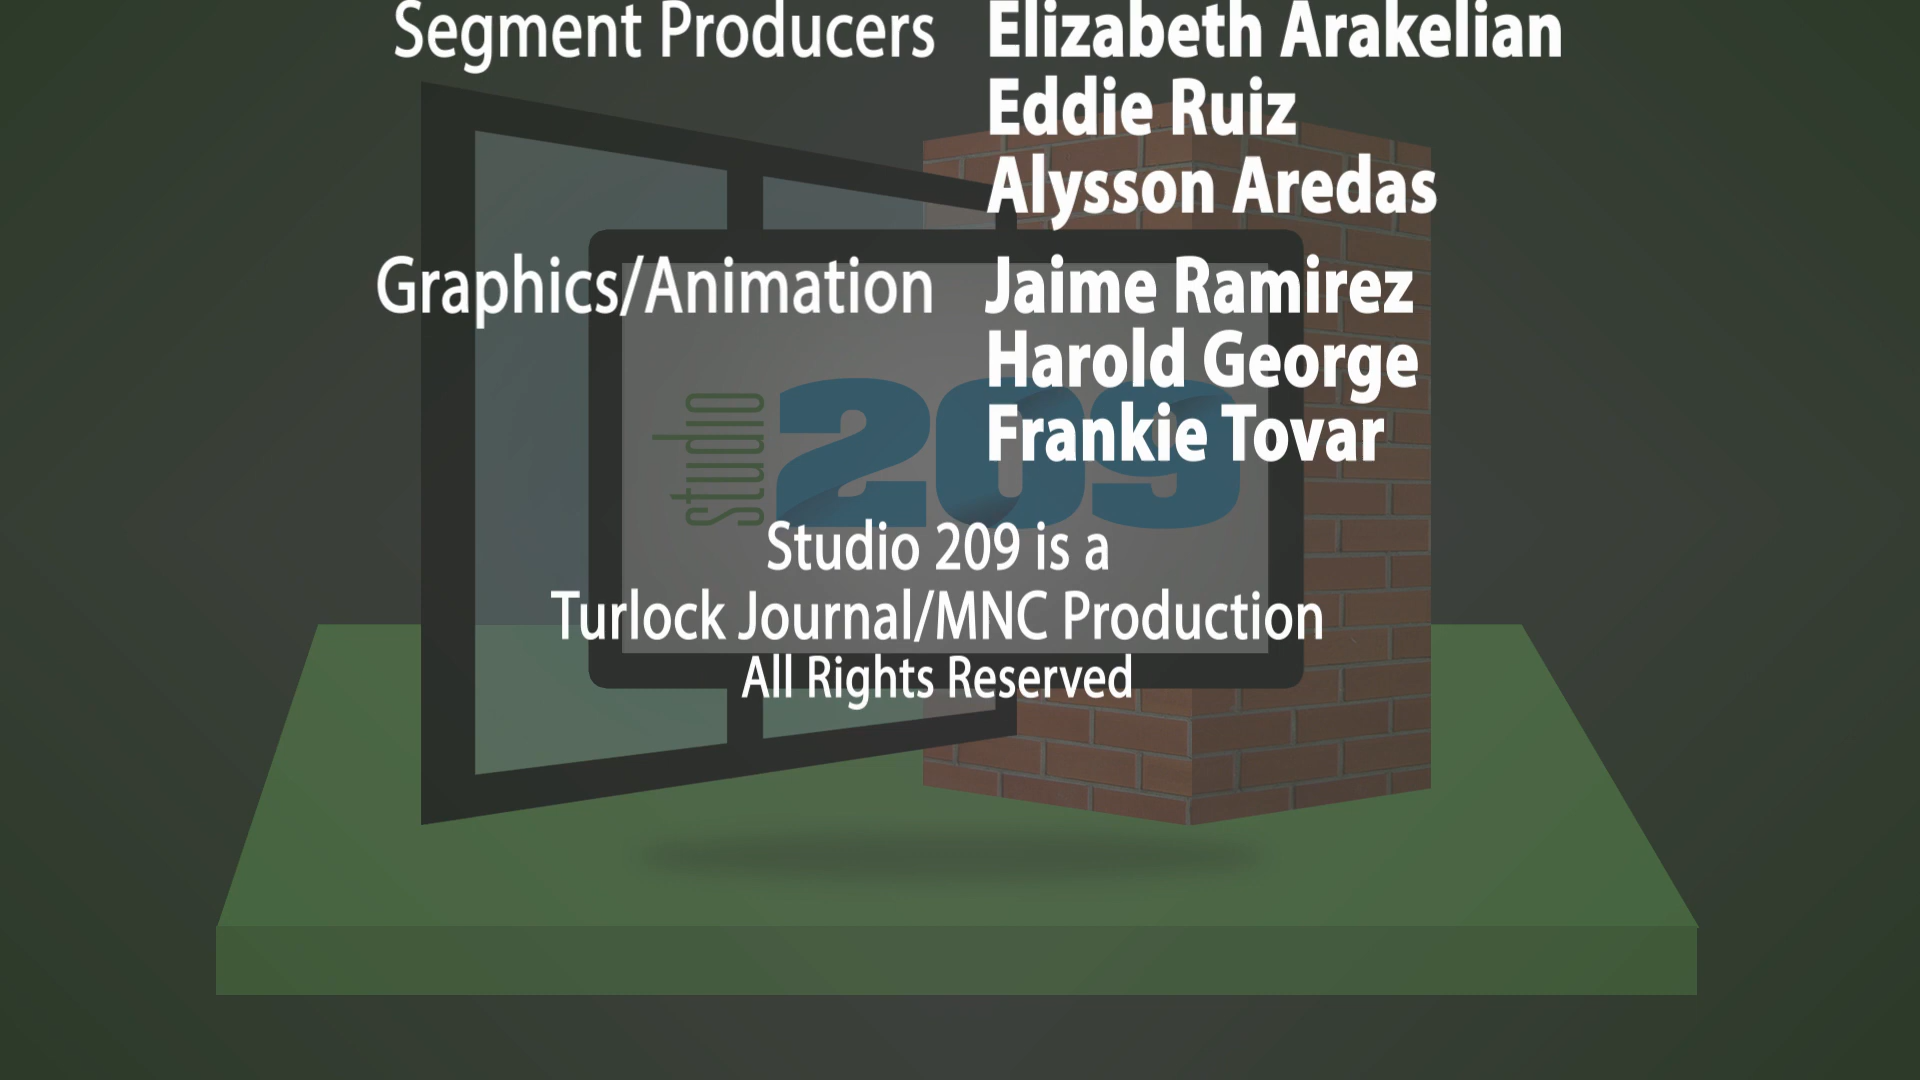 Segment Producers Elizabeth Arakelian
Eddie Ruiz
Alysson Aredas
Graphics/Animation Jaime Ramirez
Harold George
Frankie Tovar
studio 209
Studio 209 is a
Turlock Journal/MNC Production
All Rights Reserved